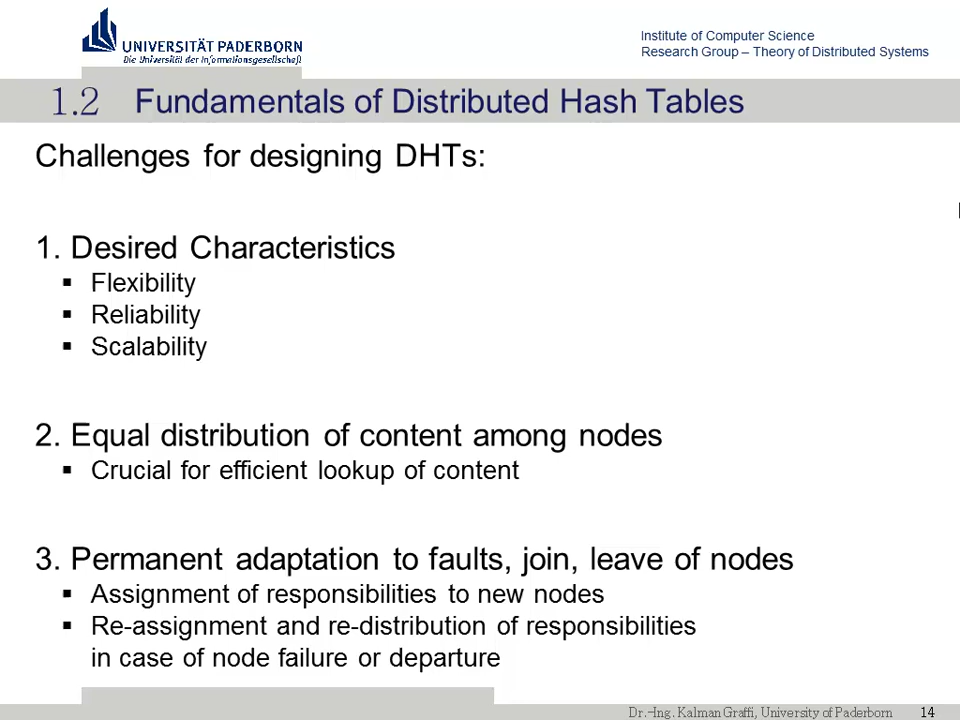 UNIVERSITÄT PADERBORN
Die Universität der Informationsgesellschaft
Institute of Computer Science
Research Group – Theory of Distributed Systems
1.2 Fundamentals of Distributed Hash Tables
Challenges for designing DHTs:
1. Desired Characteristics
▪ Flexibility
▪ Reliability
▪ Scalability
2. Equal distribution of content among nodes
▪ Crucial for efficient lookup of content
3. Permanent adaptation to faults, join, leave of nodes
▪ Assignment of responsibilities to new nodes
▪ Re-assignment and re-distribution of responsibilities
in case of node failure or departure
Dr.-Ing. Kalman Graffi, University of Paderborn 14